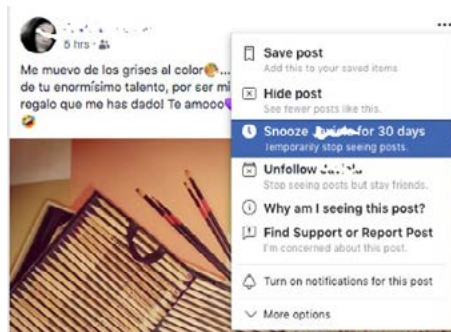 5 hrs ·
Me muevo de los grises al color🎨...
de tu enormísimo talento, por ser mi
regalo que me has dado! Te amooo💜
🤣
Save post
Add this to your saved items.
Hide post
See fewer posts like this.
Snooze for 30 days
Temporarily stop seeing posts.
Unfollow
Stop seeing posts but stay friends.
Why am I seeing this post?
Find Support or Report Post
I'm concerned about this post.
Turn on notifications for this post
More options